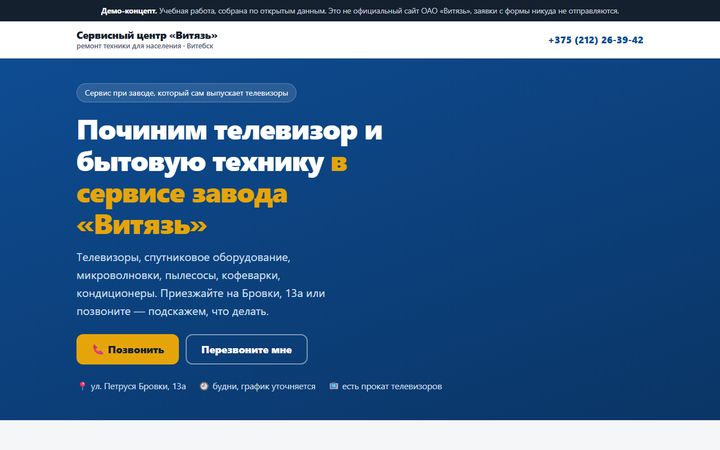 Демо-концепт. Учебная работа, собрана по открытым данным. Это не официальный сайт ОАО «Витязь», заявки с формы никуда не отправляются.
Сервисный центр «Витязь»
ремонт техники для населения · Витебск
+375 (212) 26-39-42
Сервис при заводе, который сам выпускает телевизоры
Починим телевизор и
бытовую технику в
сервисе завода
«Витязь»
Телевизоры, спутниковое оборудование,
микроволновки, пылесосы, кофеварки,
кондиционеры. Приезжайте на Бровки, 13а или
позвоните — подскажем, что делать.
Позвонить
Перезвоните мне
ул. Петруся Бровки, 13а
будни, график уточняется
есть прокат телевизоров